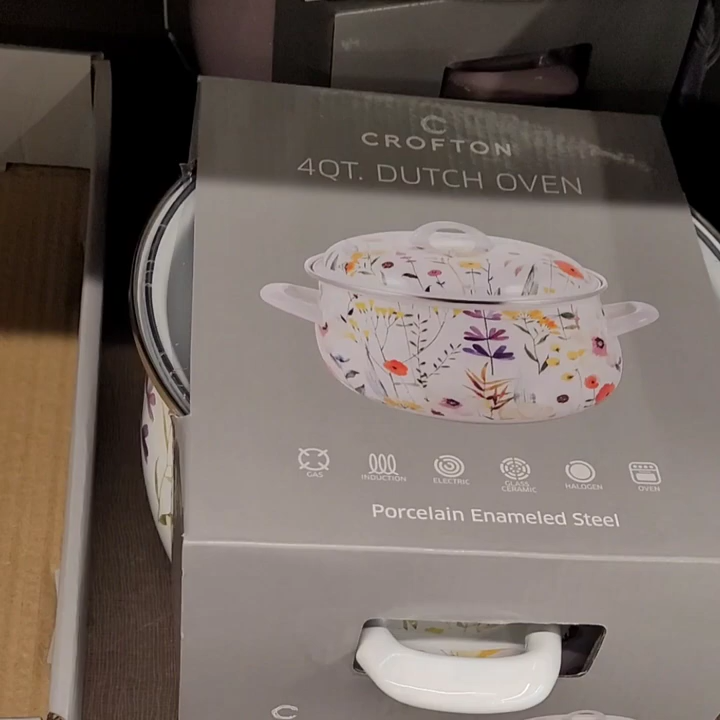 C
CROFTON
4QT. DUTCH OVEN
GAS
INDUCTION
ELECTRIC
GLASS
CERAMIC
HALOGEN
OVEN
Porcelain Enameled Steel
C